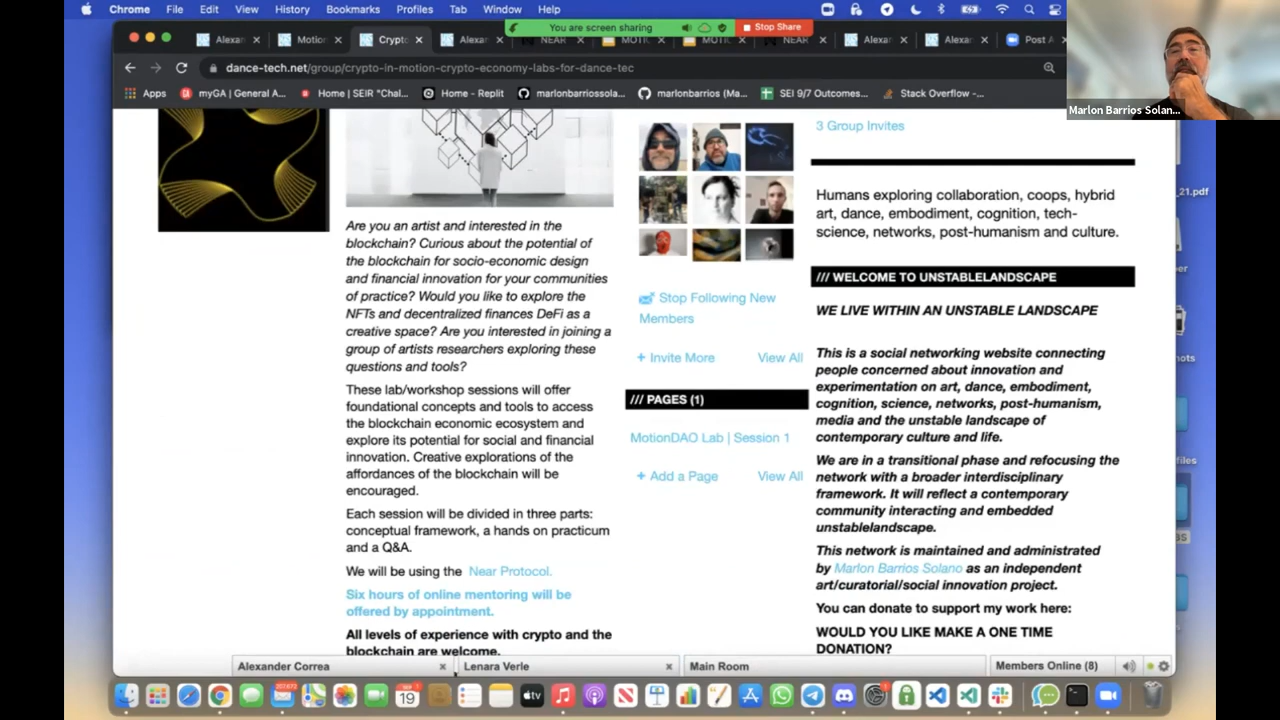 Chrome File Edit View History Bookmarks Profiles Tab Window Help
You are screen sharing Stop Share
Alexan Motion Crypto Alexan NEAR MOTIC MOTIC NEAR Alexan Alexan Post A
dance-tech.net/group/crypto-in-motion-crypto-economy-labs-for-dance-tec
Apps myGA | General A... Home | SEIR "Chal... Home - Replit marlonbarriossola... marlonbarrios (Ma... SEI 9/7 Outcomes... Stack Overflow -...
Marlon Barrios Solan...
Are you an artist and interested in the
blockchain? Curious about the potential of
the blockchain for socio-economic design
and financial innovation for your communities
of practice? Would you like to explore the
NFTs and decentralized finances DeFi as a
creative space? Are you interested in joining a
group of artists researchers exploring these
questions and tools?
These lab/workshop sessions will offer
foundational concepts and tools to access
the blockchain economic ecosystem and
explore its potential for social and financial
innovation. Creative explorations of the
affordances of the blockchain will be
encouraged.
Each session will be divided in three parts:
conceptual framework, a hands on practicum
and a Q&A.
We will be using the Near Protocol.
Six hours of online mentoring will be
offered by appointment.
All levels of experience with crypto and the
blockchain are welcome.
Stop Following New
Members
+ Invite More View All
/// PAGES (1)
MotionDAO Lab | Session 1
+ Add a Page View All
3 Group Invites
Humans exploring collaboration, coops, hybrid
art, dance, embodiment, cognition, tech-
science, networks, post-humanism and culture.
/// WELCOME TO UNSTABLELANDSCAPE
WE LIVE WITHIN AN UNSTABLE LANDSCAPE
This is a social networking website connecting
people concerned about innovation and
experimentation on art, dance, embodiment,
cognition, science, networks, post-humanism,
media and the unstable landscape of
contemporary culture and life.
We are in a transitional phase and refocusing the
network with a broader interdisciplinary
framework. It will reflect a contemporary
community interacting and embedded
unstablelandscape.
This network is maintained and administrated
by Marlon Barrios Solano as an independent
art/curatorial/social innovation project.
You can donate to support my work here:
WOULD YOU LIKE MAKE A ONE TIME
DONATION?
_21.pdf
Alexander Correa Lenara Verle Main Room Members Online (8)
19